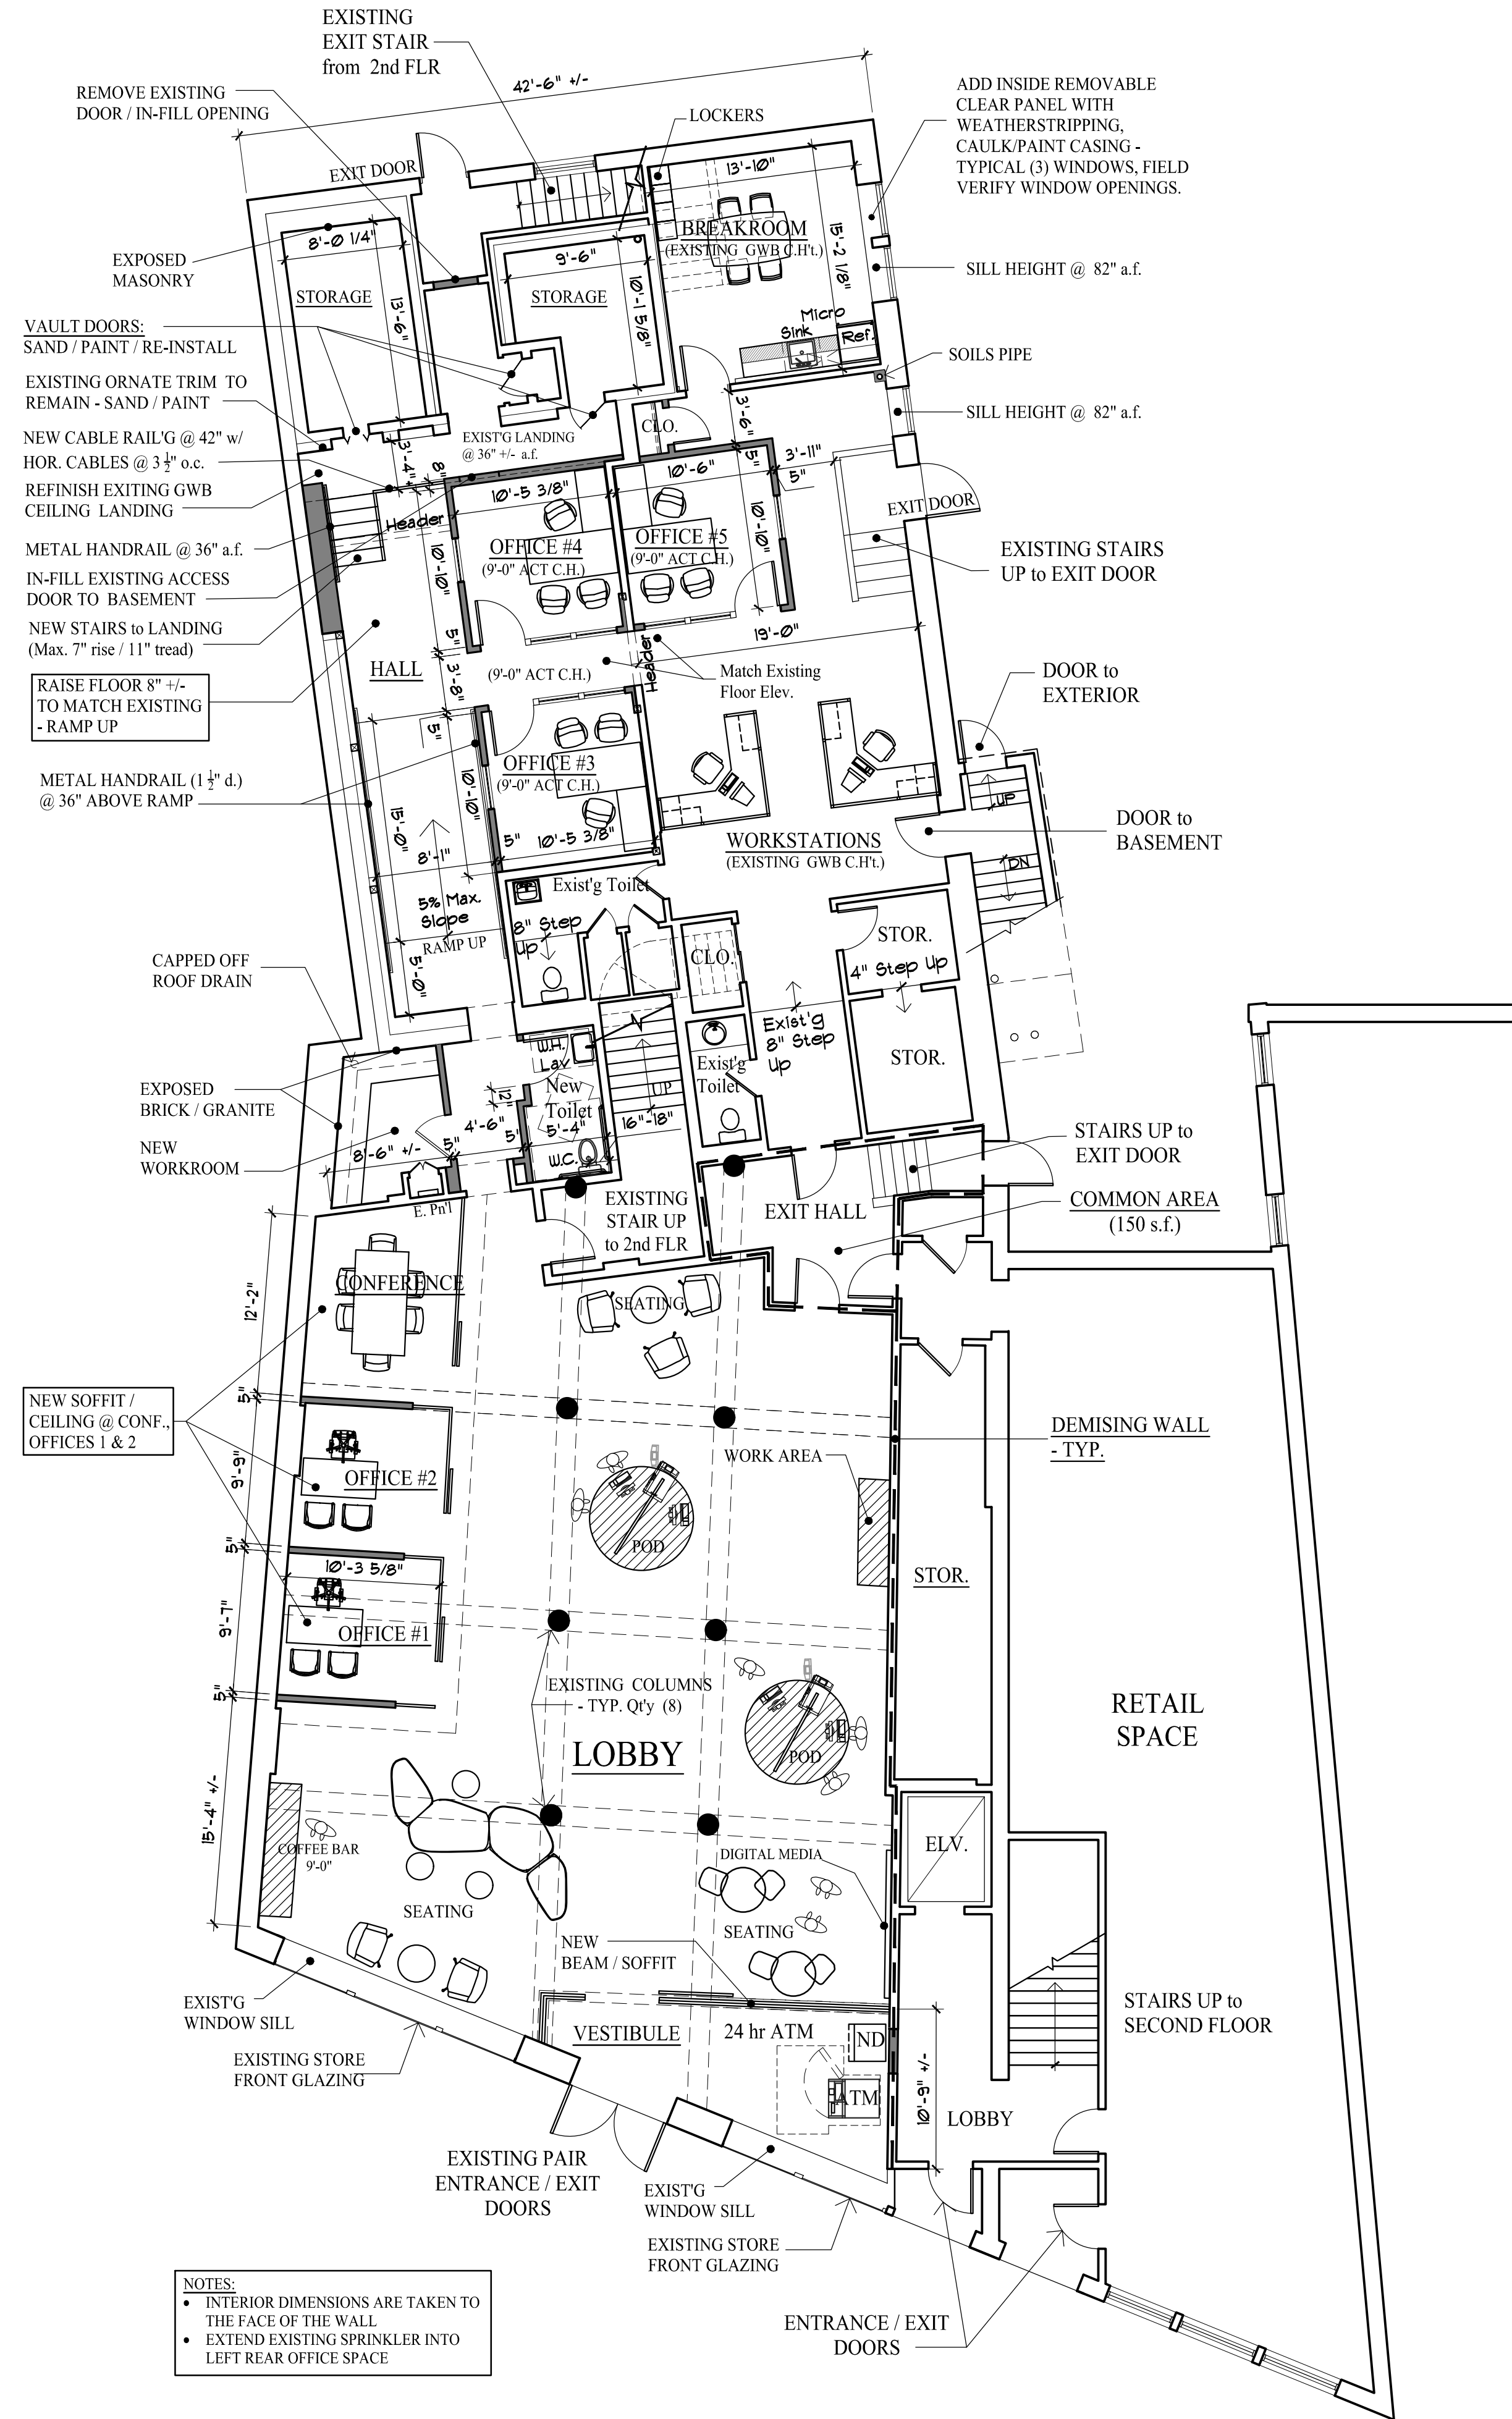 EXISTING
EXIT STAIR
from 2nd FLR
42'-6" +/-
REMOVE EXISTING
DOOR / IN-FILL OPENING
LOCKERS
ADD INSIDE REMOVABLE
CLEAR PANEL WITH
WEATHERSTRIPPING,
CAULK/PAINT CASING -
TYPICAL (3) WINDOWS, FIELD
VERIFY WINDOW OPENINGS.
EXIT DOOR
13'-10"
BREAKROOM
(EXISTING GWB C.H't.)
15'-2 1/8"
8'-0 1/4"
9'-6"
EXPOSED
MASONRY
STORAGE
13'-6"
STORAGE
10'-1 5/8"
SILL HEIGHT @ 82" a.f.
Micro
Sink
Ref.
VAULT DOORS:
SAND / PAINT / RE-INSTALL
SOILS PIPE
EXISTING ORNATE TRIM TO
REMAIN - SAND / PAINT
SILL HEIGHT @ 82" a.f.
NEW CABLE RAIL'G @ 42" w/
HOR. CABLES @ 3 1/2" o.c.
EXIST'G LANDING
@ 36" +/- a.f.
CLO.
3'-6"
5"
3'-11"
5"
3'-4"
8"
REFINISH EXITING GWB
CEILING LANDING
10'-5 3/8"
10'-6"
EXIT DOOR
Header
METAL HANDRAIL @ 36" a.f.
10'-10"
OFFICE #4
(9'-0" ACT C.H.)
OFFICE #5
(9'-0" ACT C.H.)
10'-10"
EXISTING STAIRS
UP to EXIT DOOR
IN-FILL EXISTING ACCESS
DOOR TO BASEMENT
NEW STAIRS to LANDING
(Max. 7" rise / 11" tread)
5"
19'-0"
HALL
3'-8"
(9'-0" ACT C.H.)
Header
Match Existing
Floor Elev.
DOOR to
EXTERIOR
RAISE FLOOR 8" +/-
TO MATCH EXISTING
- RAMP UP
5"
OFFICE #3
(9'-0" ACT C.H.)
METAL HANDRAIL (1 1/2" d.)
@ 36" ABOVE RAMP
10'-10"
15'-0"
8'-1"
5"
10'-5 3/8"
UP
DOOR to
BASEMENT
WORKSTATIONS
(EXISTING GWB C.H't.)
DN
5% Max.
Slope
RAMP UP
Exist'g Toilet
8" Step
Up
CLO.
STOR.
4" Step Up
CAPPED OFF
ROOF DRAIN
5'-0"
Exist'g
8" Step
Up
STOR.
W.H.
Lav
Exist'g
Toilet
EXPOSED
BRICK / GRANITE
New
Toilet
UP
12"
4'-6"
5"
5'-4"
16"-18"
NEW
WORKROOM
8'-6" +/-
5"
W.C.
STAIRS UP to
EXIT DOOR
E. Pn'l
EXISTING
STAIR UP
to 2nd FLR
EXIT HALL
COMMON AREA
(150 s.f.)
12'-2"
CONFERENCE
SEATING
NEW SOFFIT /
CEILING @ CONF.,
OFFICES 1 & 2
5"
DEMISING WALL
- TYP.
WORK AREA
9'-9"
OFFICE #2
POD
5"
10'-3 5/8"
STOR.
9'-7"
OFFICE #1
5"
EXISTING COLUMNS
- TYP. Qt'y (8)
RETAIL
SPACE
LOBBY
POD
15'-4" +/-
COFFEE BAR
9'-0"
DIGITAL MEDIA
ELV.
SEATING
SEATING
NEW
BEAM / SOFFIT
EXIST'G
WINDOW SILL
VESTIBULE
24 hr ATM
ND
STAIRS UP to
SECOND FLOOR
EXISTING STORE
FRONT GLAZING
ATM
10'-9" +/-
LOBBY
EXISTING PAIR
ENTRANCE / EXIT
DOORS
EXIST'G
WINDOW SILL
EXISTING STORE
FRONT GLAZING
NOTES:
• INTERIOR DIMENSIONS ARE TAKEN TO
THE FACE OF THE WALL
• EXTEND EXISTING SPRINKLER INTO
LEFT REAR OFFICE SPACE
ENTRANCE / EXIT
DOORS